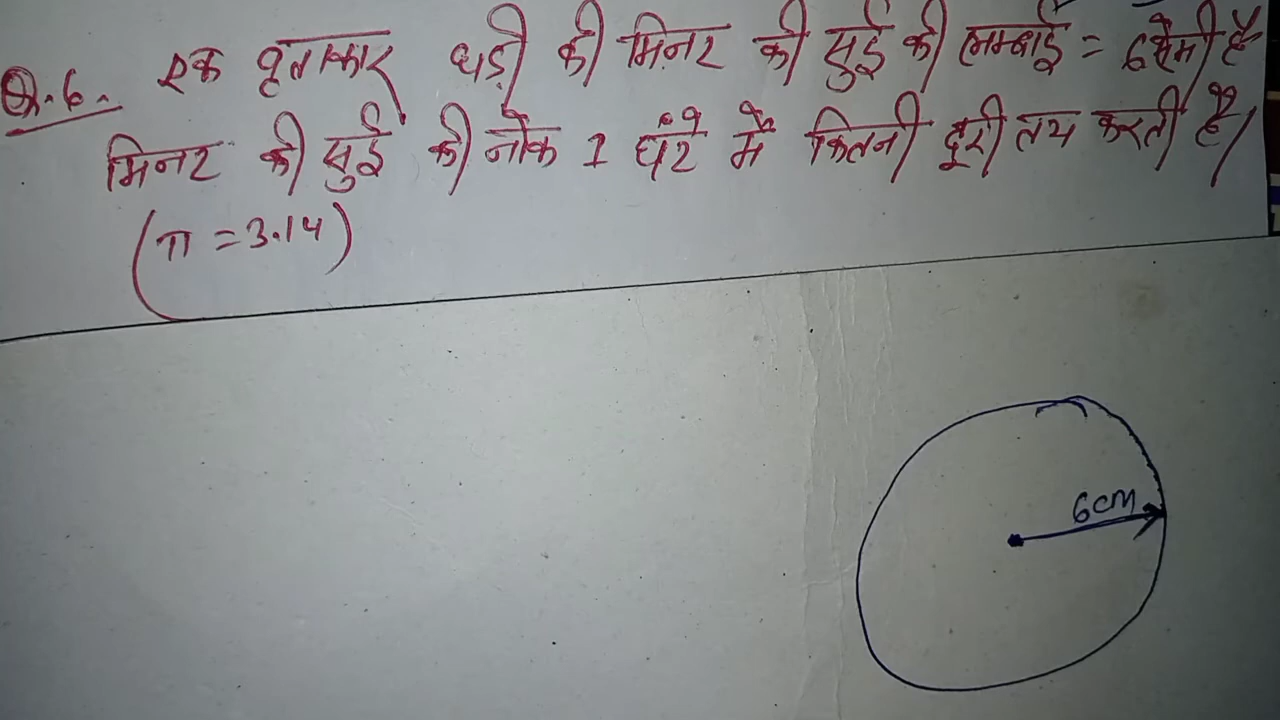 Q.6. एक वृताकार घड़ी की मिनट की सुई की लम्बाई = 6 सेमी है
मिनट की सुई की नोंक 1 घंटे में कितनी दूरी तय करती है।
(π = 3.14)
6cm